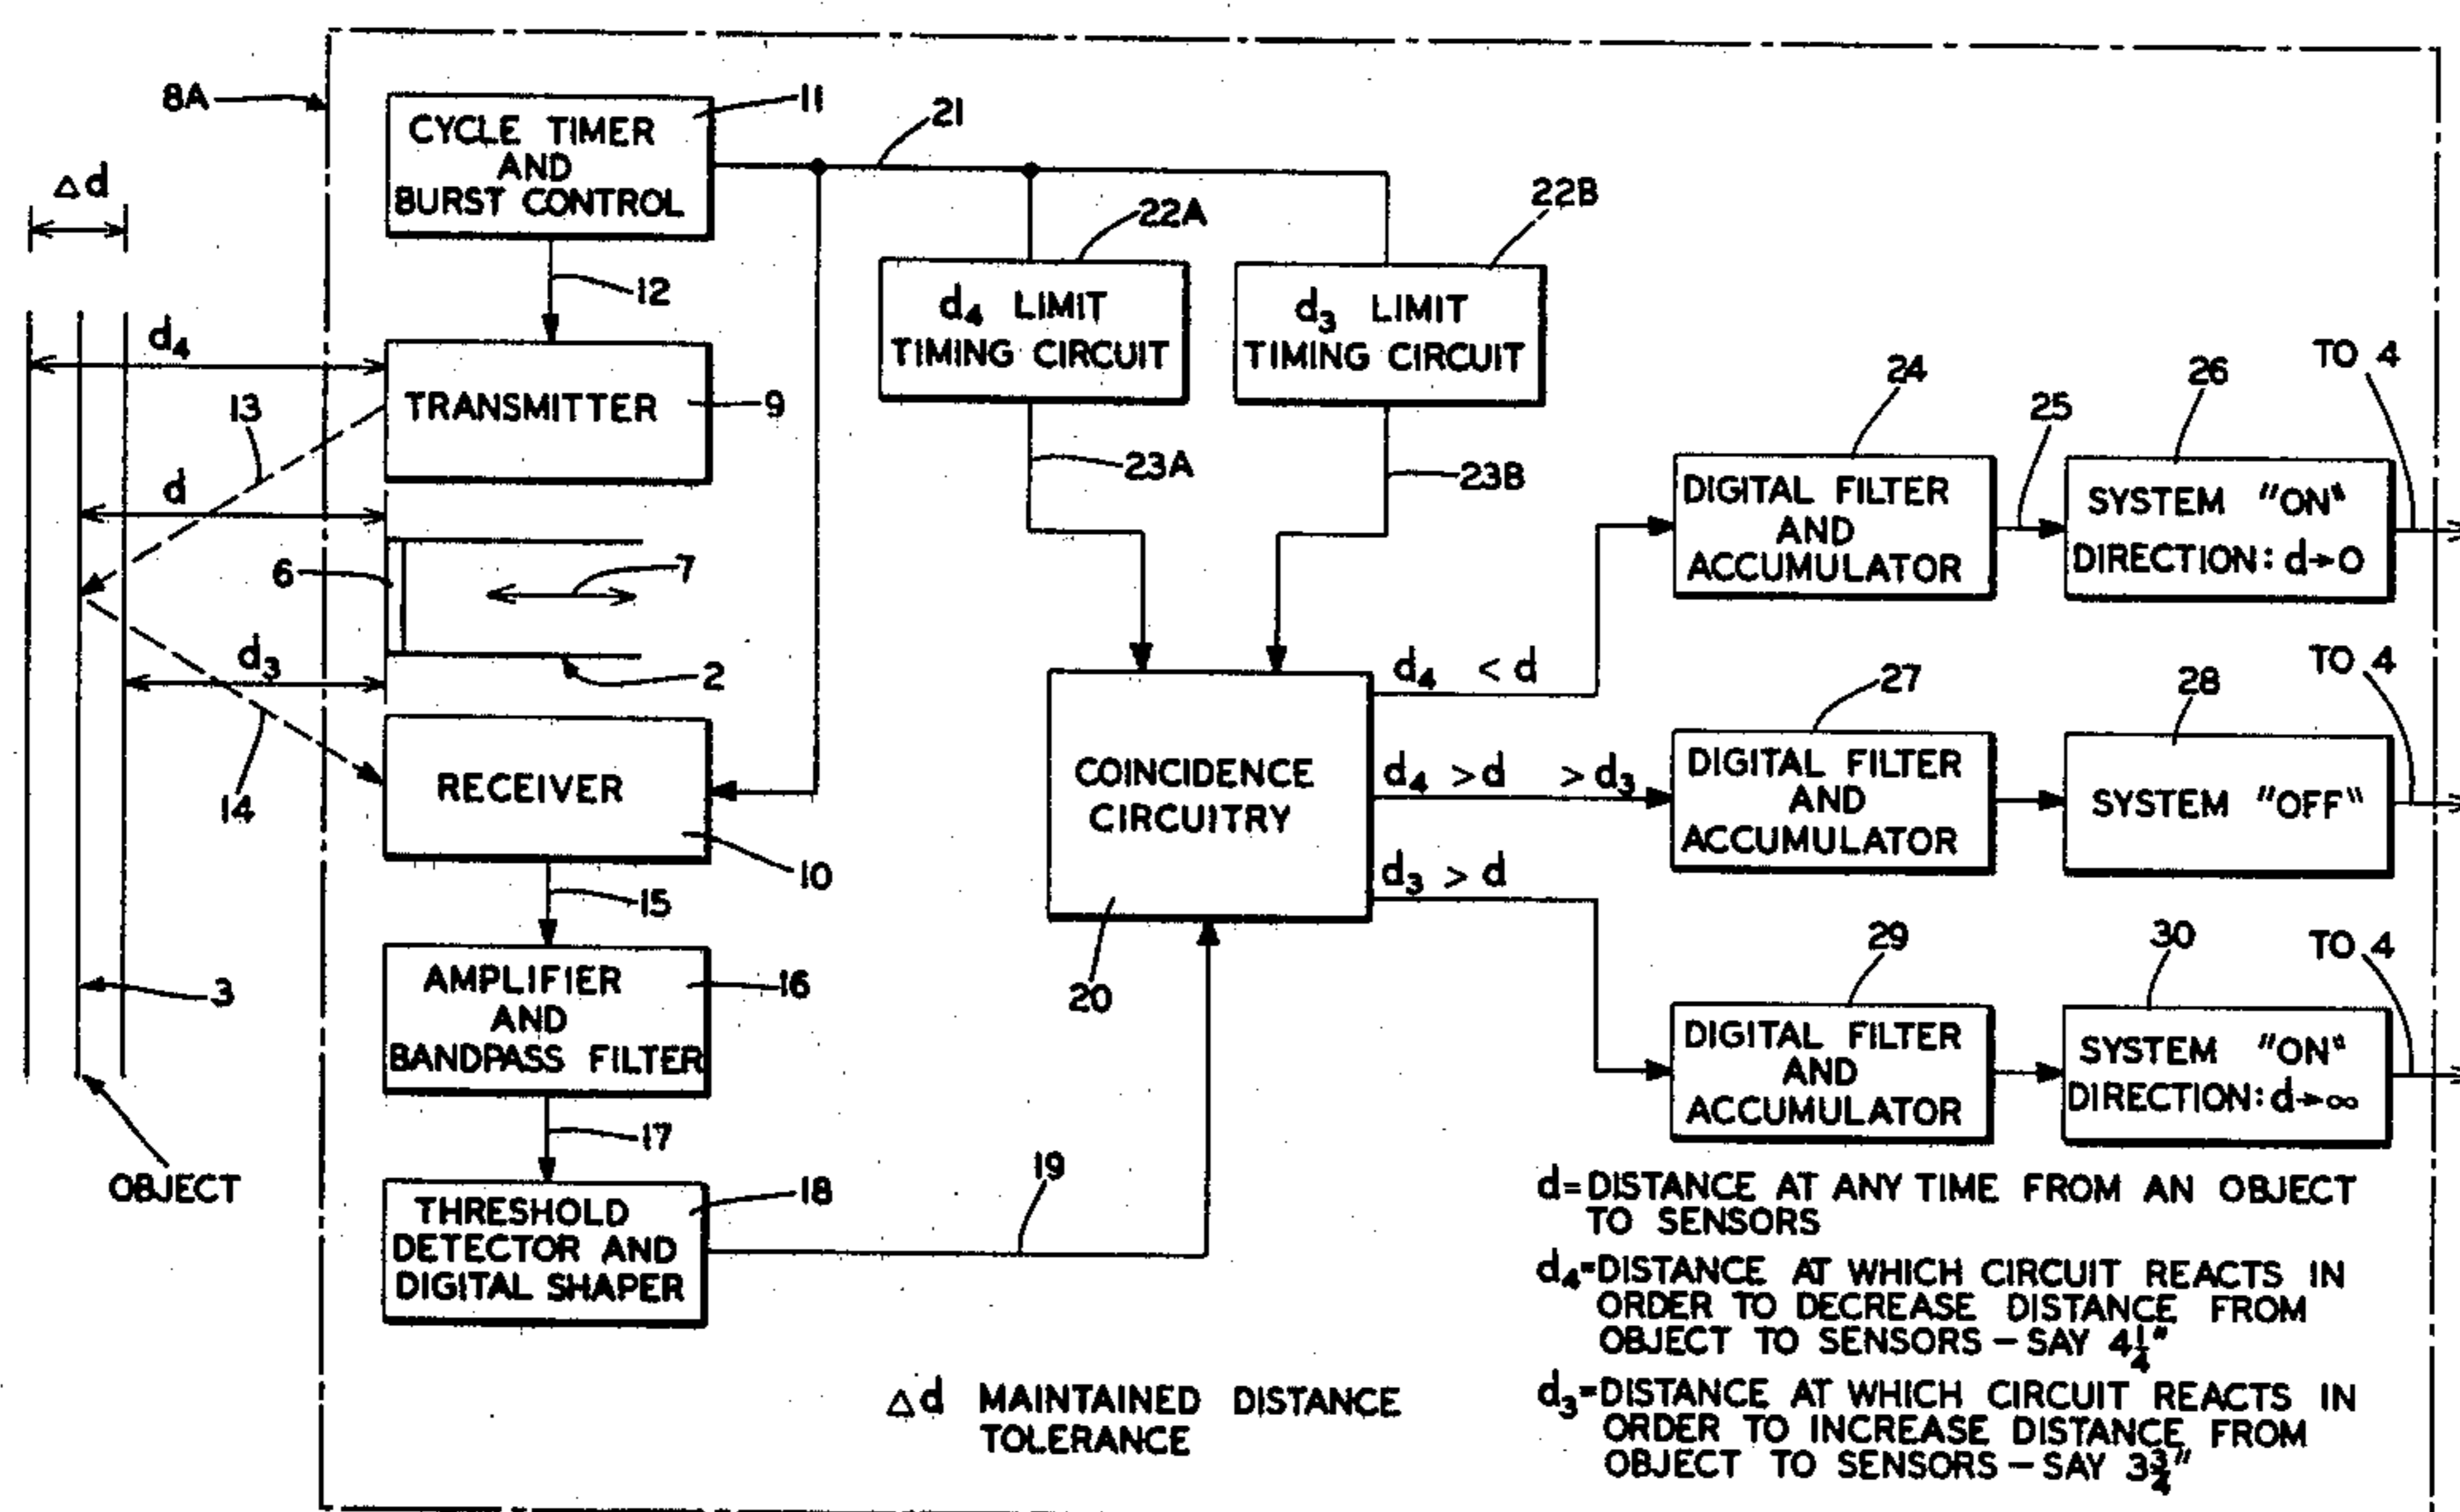 8A
CYCLE TIMER
AND
BURST CONTROL
11
21
Δd
12
22A
22B
d₄ LIMIT
TIMING CIRCUIT
d₃ LIMIT
TIMING CIRCUIT
d₄
13
TRANSMITTER
9
23A
23B
24
25
26
TO 4
DIGITAL FILTER
AND
ACCUMULATOR
SYSTEM "ON"
DIRECTION: d→0
d
6
7
2
d₃
14
RECEIVER
10
15
COINCIDENCE
CIRCUITRY
20
d₄ < d
d₄ > d > d₃
d₃ > d
27
28
TO 4
DIGITAL FILTER
AND
ACCUMULATOR
SYSTEM "OFF"
3
AMPLIFIER
AND
BANDPASS FILTER
16
29
30
TO 4
DIGITAL FILTER
AND
ACCUMULATOR
SYSTEM "ON"
DIRECTION: d→∞
17
OBJECT
THRESHOLD
DETECTOR AND
DIGITAL SHAPER
18
19
d=DISTANCE AT ANY TIME FROM AN OBJECT
TO SENSORS
d₄=DISTANCE AT WHICH CIRCUIT REACTS IN
ORDER TO DECREASE DISTANCE FROM
OBJECT TO SENSORS – SAY 4¼"
d₃=DISTANCE AT WHICH CIRCUIT REACTS IN
ORDER TO INCREASE DISTANCE FROM
OBJECT TO SENSORS – SAY 3¾"
Δd MAINTAINED DISTANCE
TOLERANCE